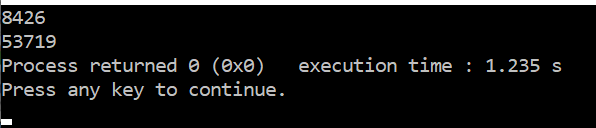 8426
53719
Process returned 0 (0x0)   execution time : 1.235 s
Press any key to continue.